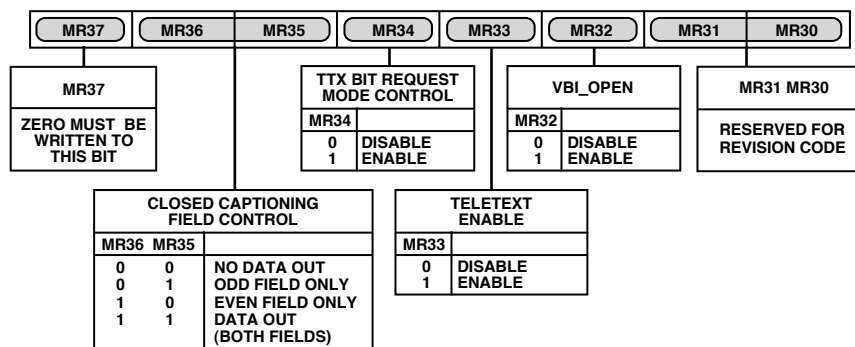 MR37 MR36 MR35 MR34 MR33 MR32 MR31 MR30
MR37
ZERO MUST BE
WRITTEN TO
THIS BIT
TTX BIT REQUEST
MODE CONTROL
MR34
0 DISABLE
1 ENABLE
VBI_OPEN
MR32
0 DISABLE
1 ENABLE
MR31 MR30
RESERVED FOR
REVISION CODE
CLOSED CAPTIONING
FIELD CONTROL
MR36 MR35
0 0 NO DATA OUT
0 1 ODD FIELD ONLY
1 0 EVEN FIELD ONLY
1 1 DATA OUT
(BOTH FIELDS)
TELETEXT
ENABLE
MR33
0 DISABLE
1 ENABLE